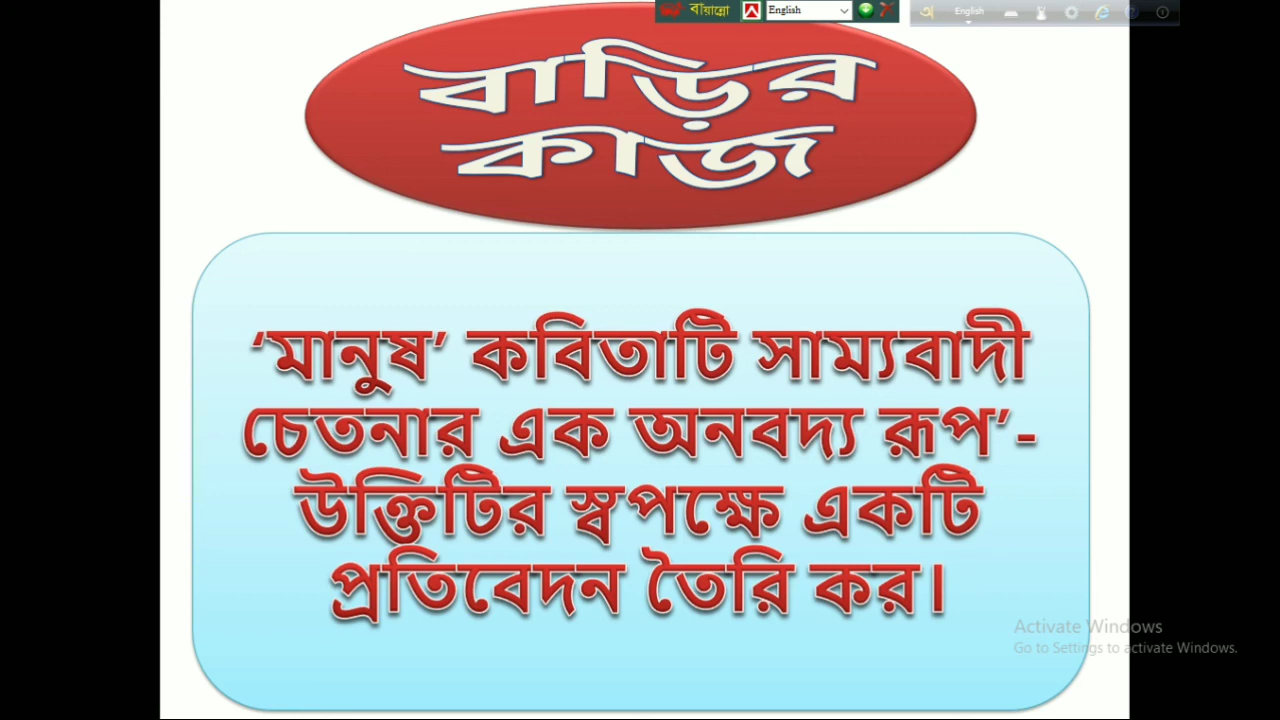 বায়ান্নো English অ English
বাড়ির
কাজ
‘মানুষ’ কবিতাটি সাম্যবাদী
চেতনার এক অনবদ্য রূপ’-
উক্তিটির স্বপক্ষে একটি
প্রতিবেদন তৈরি কর।
Activate Windows
Go to Settings to activate Windows.